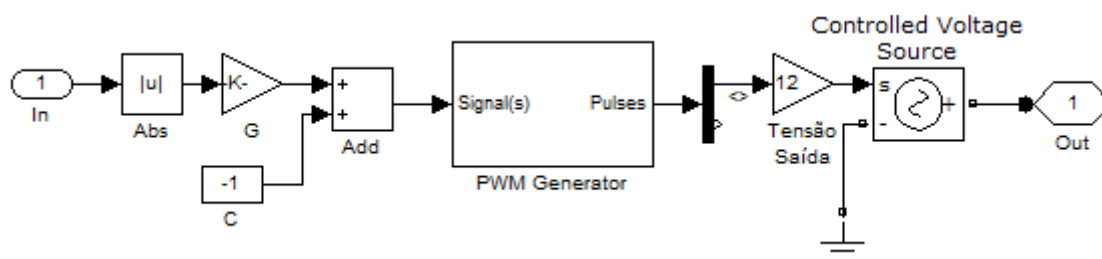 Controlled Voltage
Source
1
In
|u|
Abs
K-
G
+
+
Add
-1
C
Signal(s)
Pulses
PWM Generator
<>
12
Tensão
Saída
s
-
+
1
Out